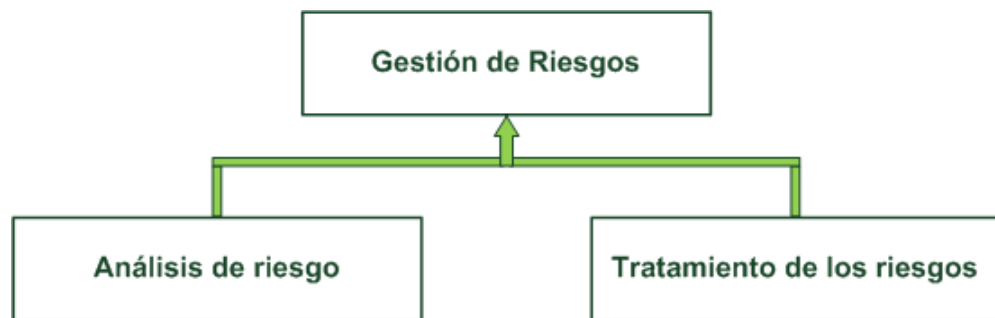 Gestión de Riesgos
Análisis de riesgo
Tratamiento de los riesgos